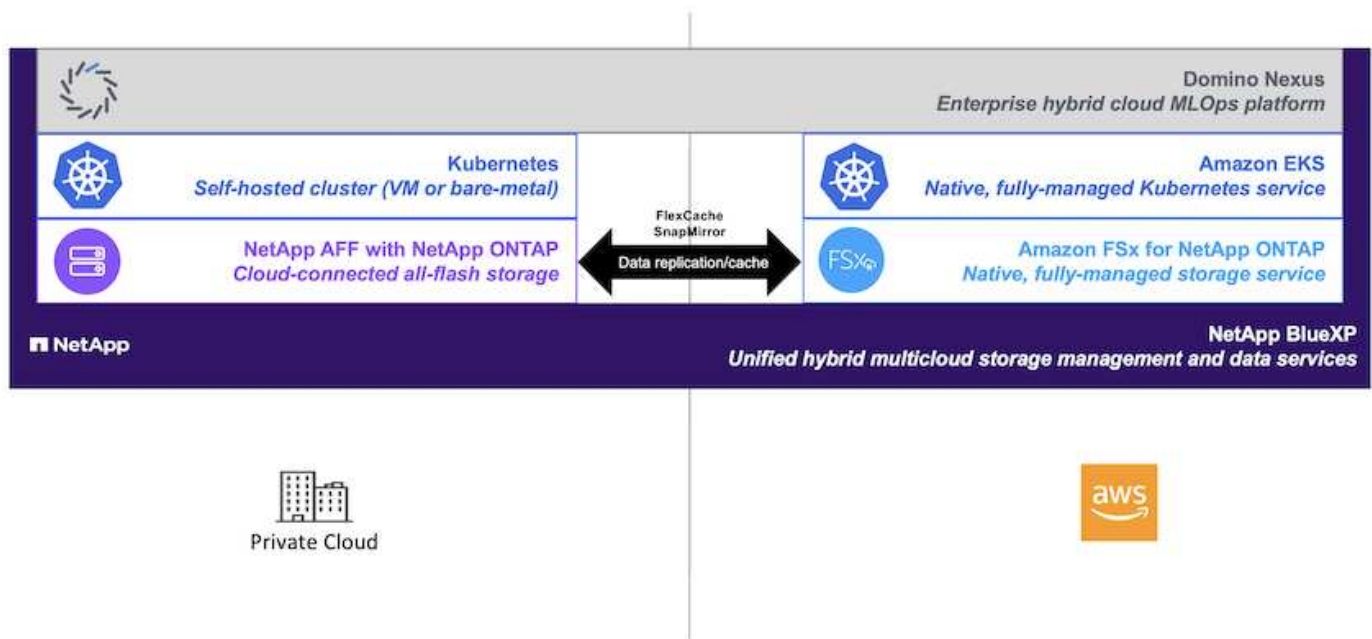 Domino Nexus
Enterprise hybrid cloud MLOps platform
Kubernetes
Self-hosted cluster (VM or bare-metal)
Amazon EKS
Native, fully-managed Kubernetes service
FlexCache
SnapMirror
Data replication/cache
NetApp AFF with NetApp ONTAP
Cloud-connected all-flash storage
FSx
Amazon FSx for NetApp ONTAP
Native, fully-managed storage service
NetApp
NetApp BlueXP
Unified hybrid multicloud storage management and data services
Private Cloud
aws